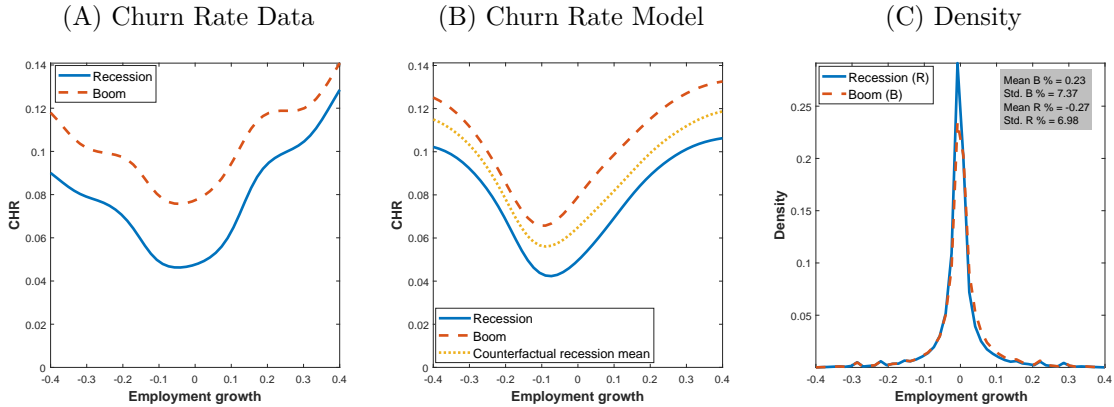 (A) Churn Rate Data
0.14
0.12
0.1
0.08
0.06
0.04
0.02
0
CHR
Recession
Boom
-0.4 -0.3 -0.2 -0.1 0 0.1 0.2 0.3 0.4
Employment growth
(B) Churn Rate Model
0.14
0.12
0.1
0.08
0.06
0.04
0.02
0
CHR
Recession
Boom
Counterfactual recession mean
-0.4 -0.3 -0.2 -0.1 0 0.1 0.2 0.3 0.4
Employment growth
(C) Density
0.25
0.2
0.15
0.1
0.05
Density
Recession (R)
Boom (B)
Mean B % = 0.23
Std. B % = 7.37
Mean R % = -0.27
Std. R % = 6.98
-0.4 -0.3 -0.2 -0.1 0 0.1 0.2 0.3 0.4
Employment growth